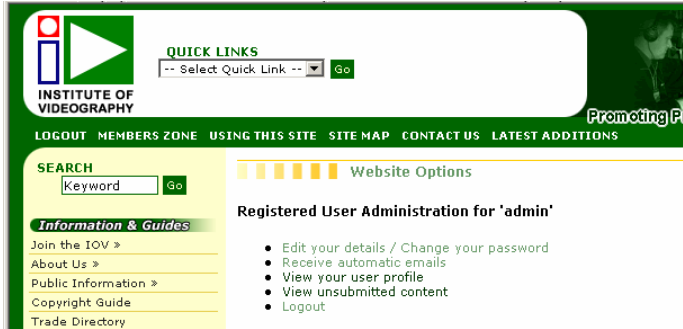 QUICK LINKS
-- Select Quick Link --
Go
INSTITUTE OF
VIDEOGRAPHY
Promoting
LOGOUT MEMBERS ZONE USING THIS SITE SITE MAP CONTACT US LATEST ADDITIONS
SEARCH
Keyword
Go
Information & Guides
Join the IOV »
About Us »
Public Information »
Copyright Guide
Trade Directory
Website Options
Registered User Administration for 'admin'
Edit your details / Change your password
Receive automatic emails
View your user profile
View unsubmitted content
Logout